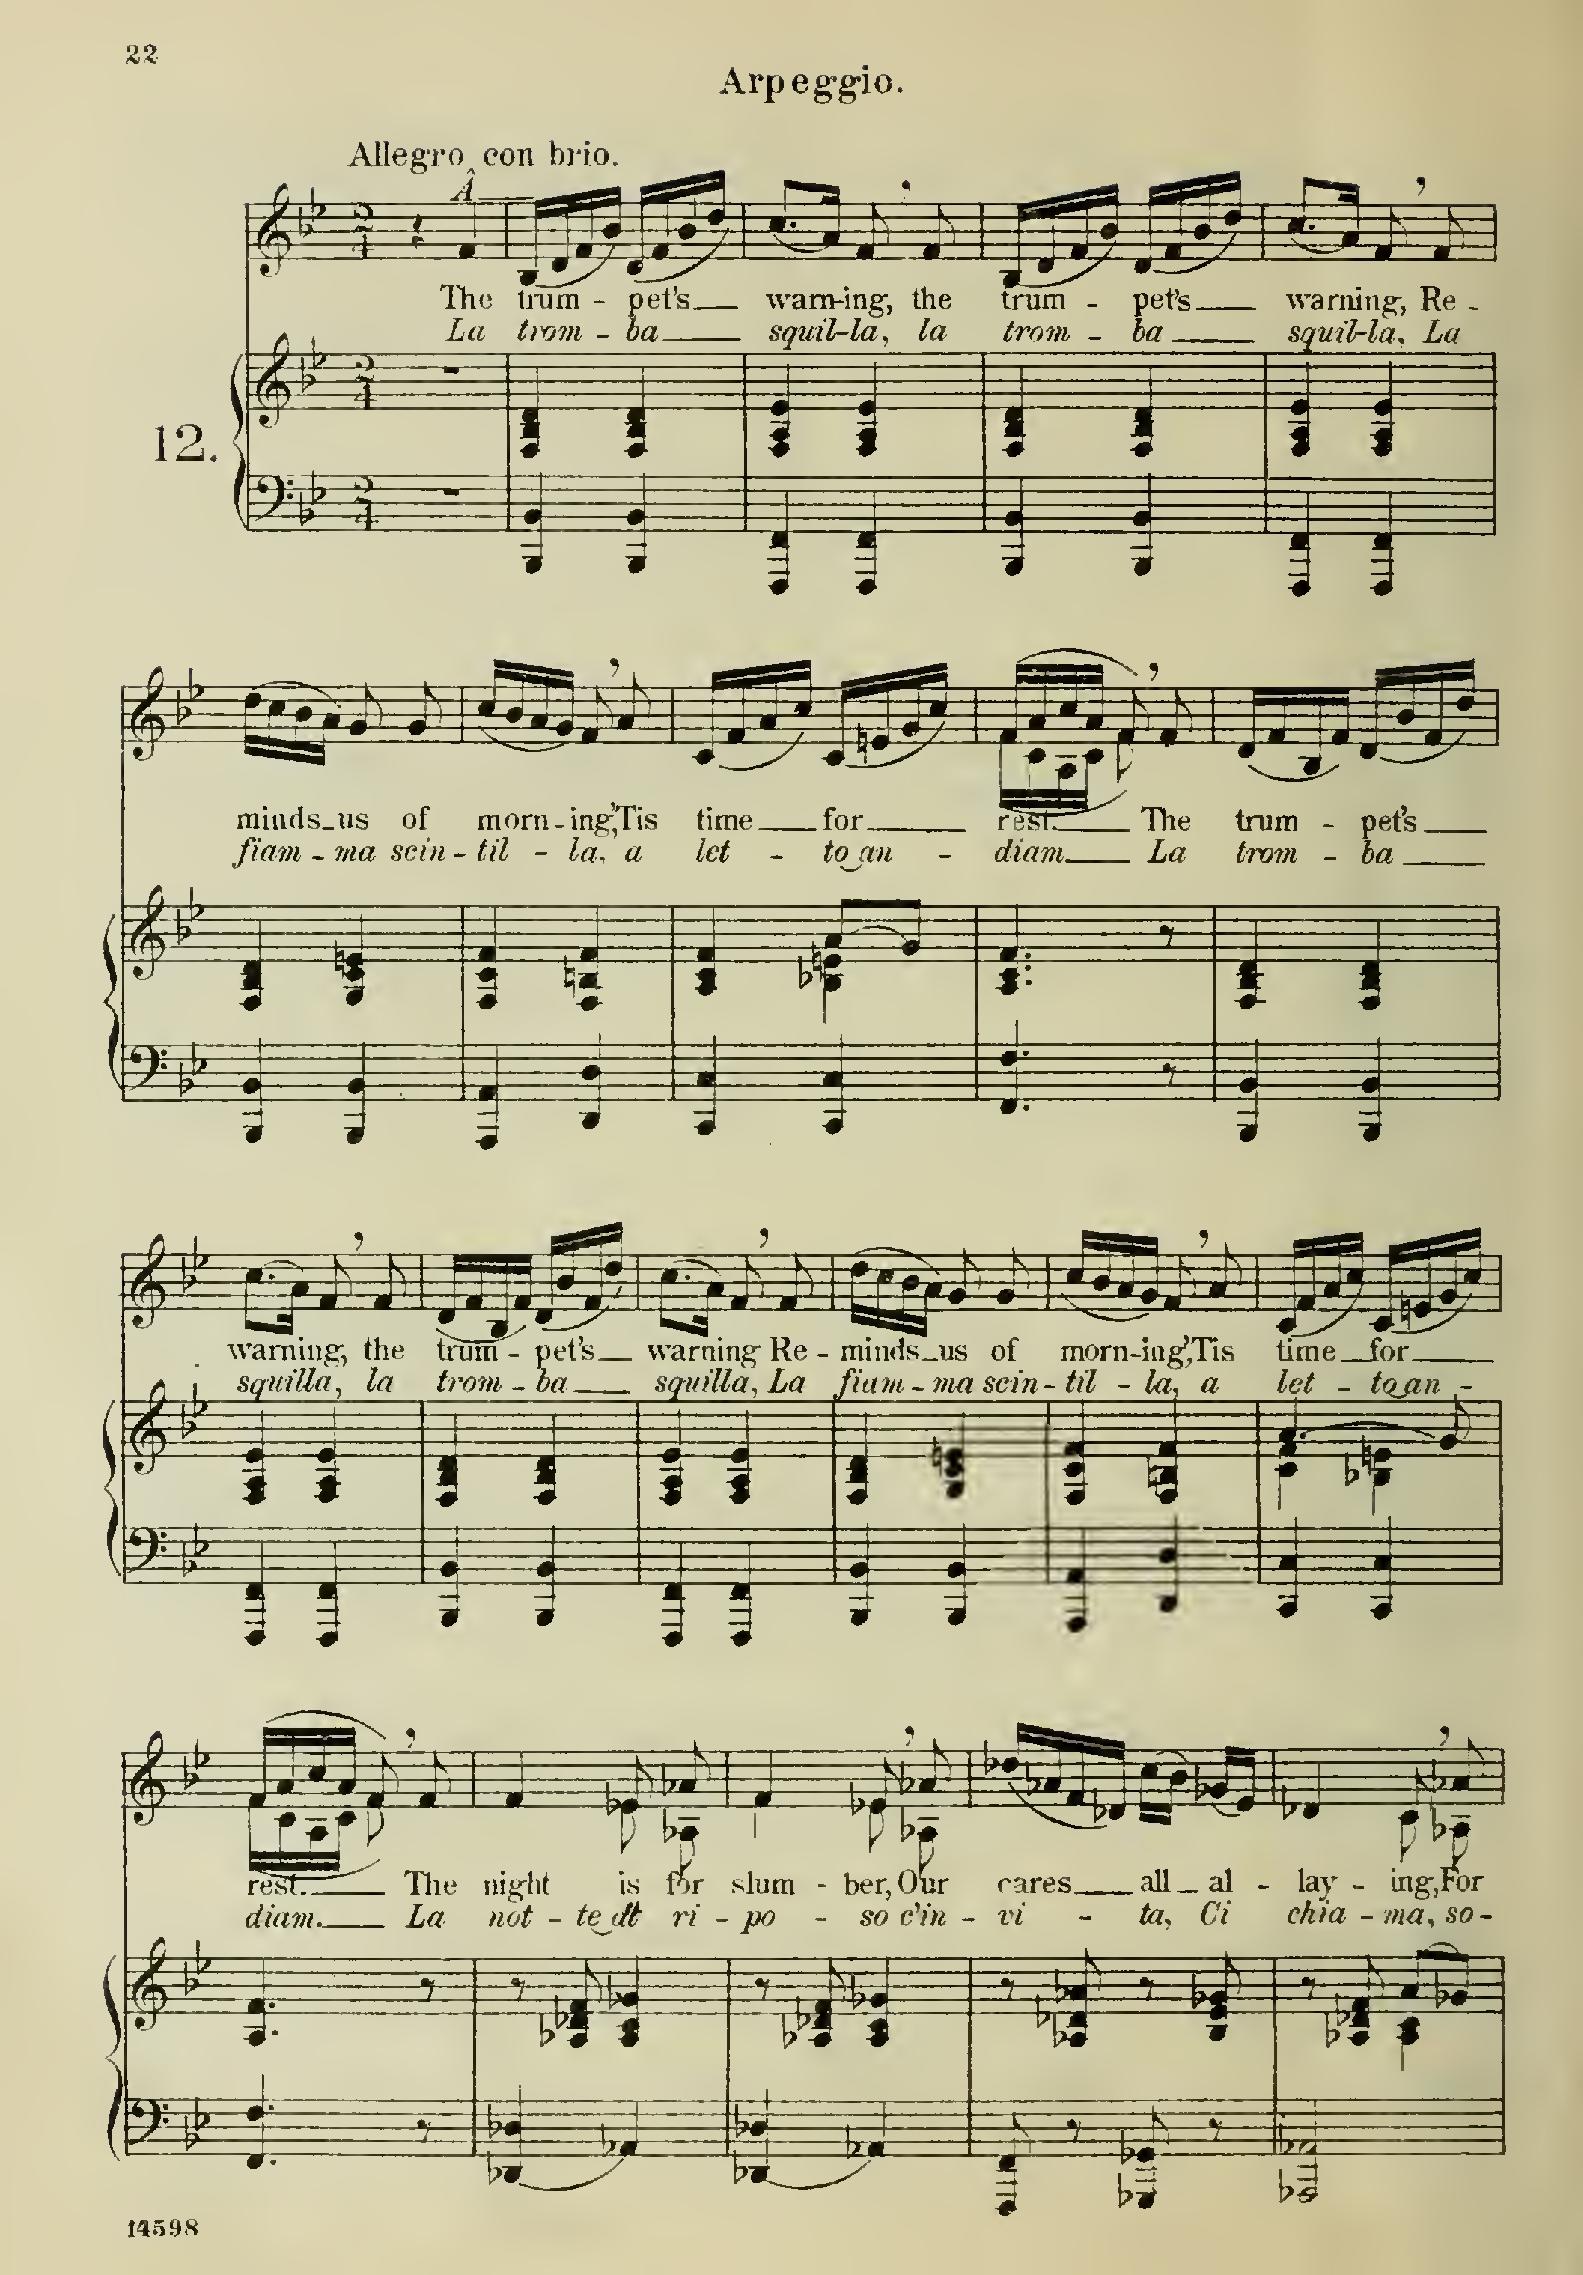 22
Arpeggio.
Allegro con brio.
A
12.
The trum - pet's warn-ing, the trum - pet's warning, Re -
La trom - ba squil-la, la trom - ba squil-la, La
minds us of morn-ing, 'Tis time for rest. The trum - pet's
fiam - ma scin - til - la, a let - to an - diam. La trom - ba
warning, the trum - pet's warning Re - minds us of morn-ing, 'Tis time for
squilla, la trom - ba squilla, La fiam - ma scin - til - la, a let - to an -
rest. The night is for slum - ber, Our cares all al - lay - ing, For
diam. La not - te di ri - po - so c'in - vi - ta, Ci chia - ma, so -
14598